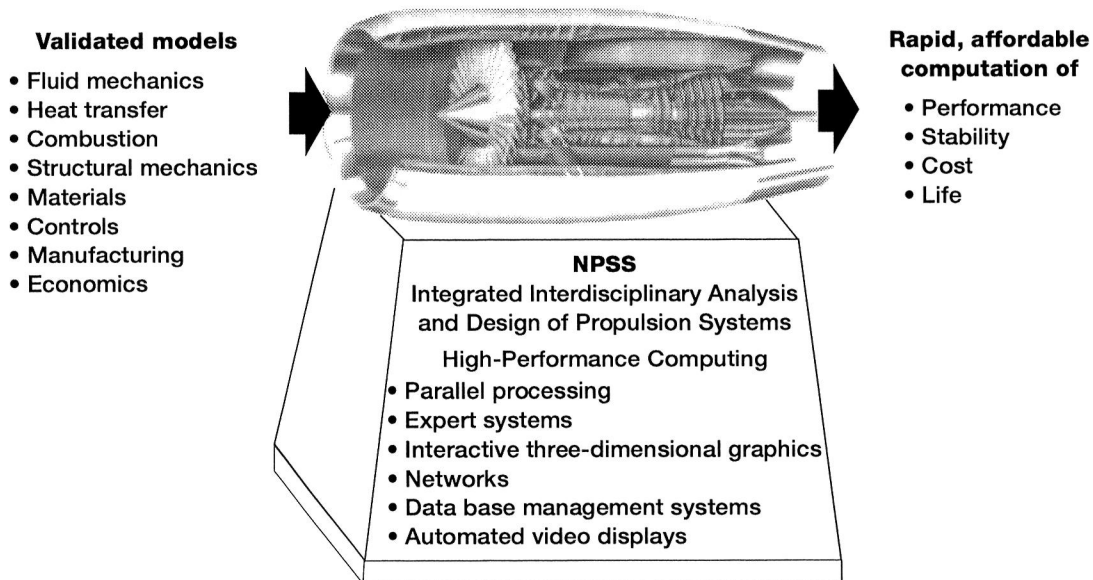 Validated models
• Fluid mechanics
• Heat transfer
• Combustion
• Structural mechanics
• Materials
• Controls
• Manufacturing
• Economics
Rapid, affordable
computation of
• Performance
• Stability
• Cost
• Life
NPSS
Integrated Interdisciplinary Analysis
and Design of Propulsion Systems
High-Performance Computing
• Parallel processing
• Expert systems
• Interactive three-dimensional graphics
• Networks
• Data base management systems
• Automated video displays